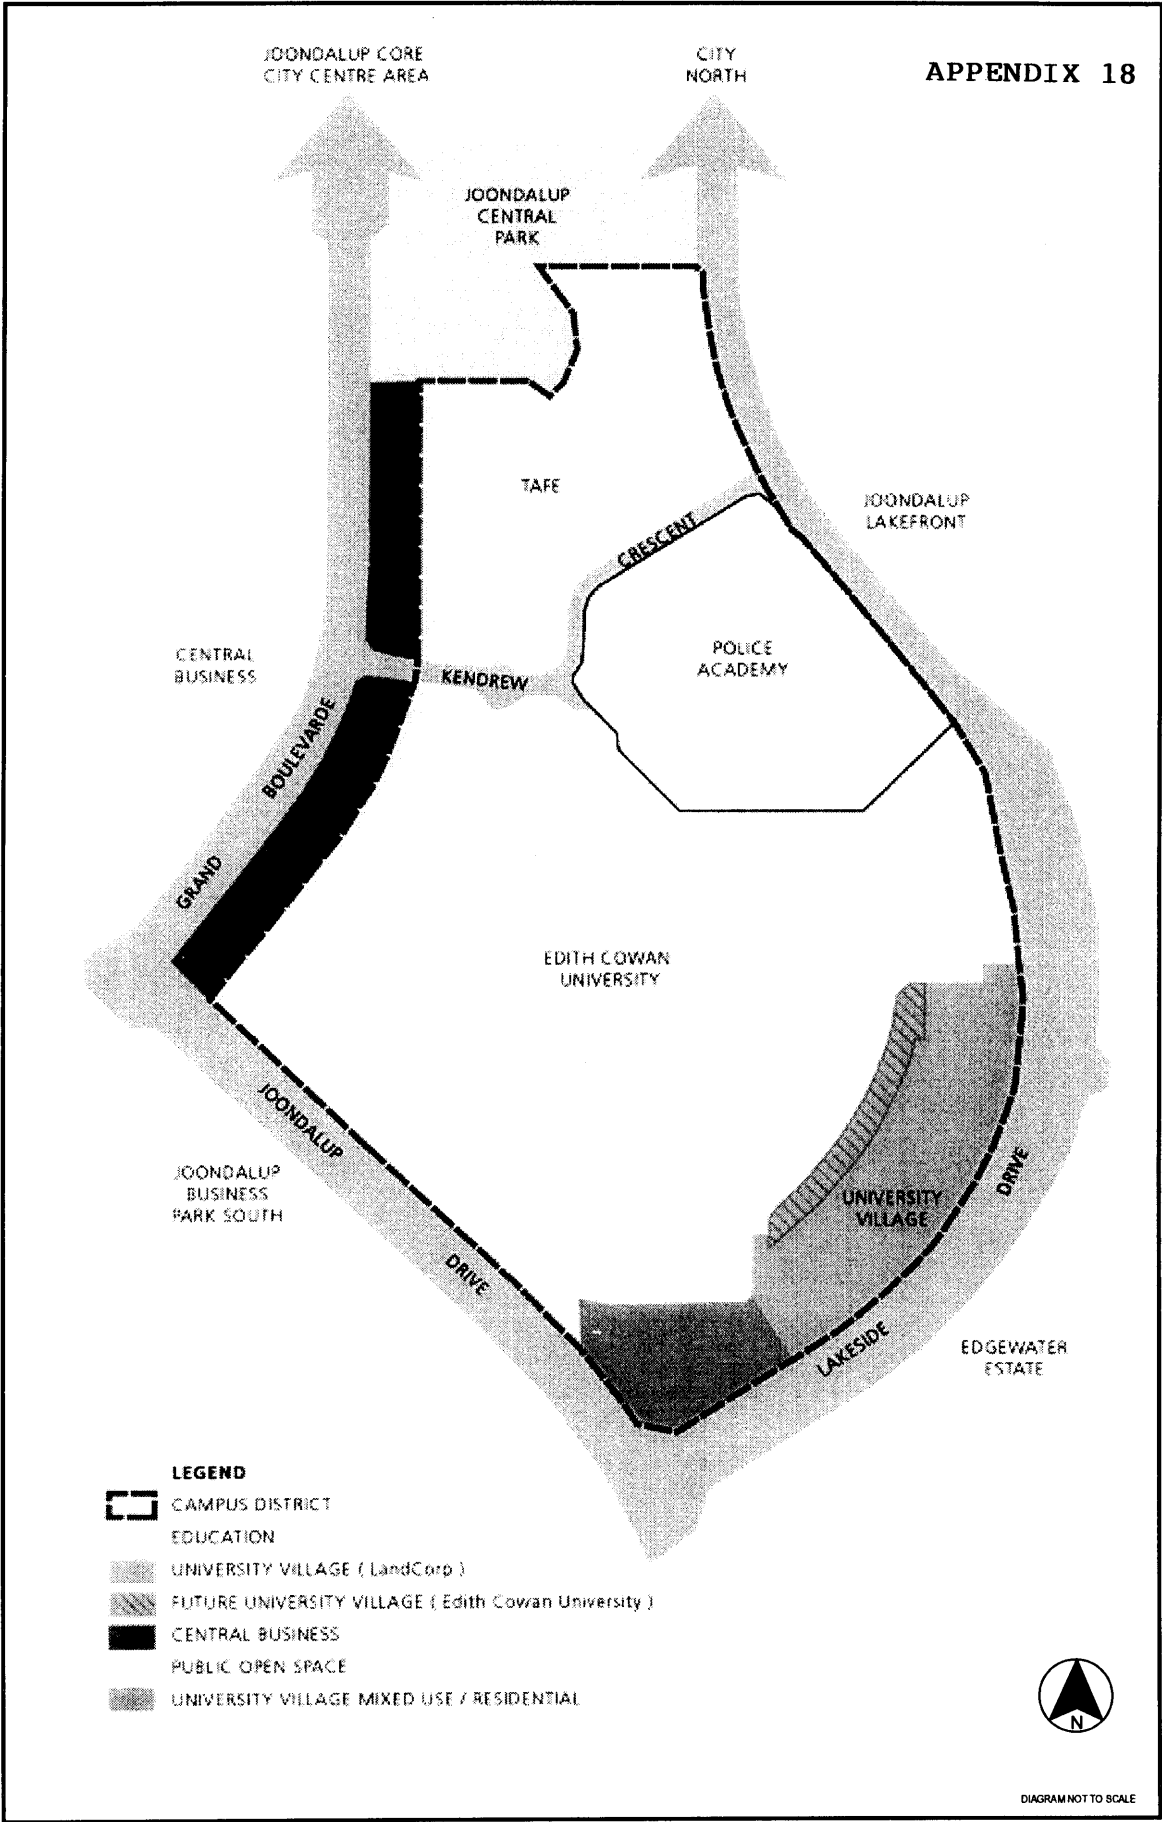 JOONDALUP CORE
CITY CENTRE AREA
CITY
NORTH
APPENDIX 18
JOONDALUP
CENTRAL
PARK
TAFE
JOONDALUP
LAKEFRONT
CRESCENT
POLICE
ACADEMY
CENTRAL
BUSINESS
KENDREW
BOULEVARDE
GRAND
EDITH COWAN
UNIVERSITY
JOONDALUP
DRIVE
UNIVERSITY
VILLAGE
JOONDALUP
BUSINESS
PARK SOUTH
DRIVE
LAKESIDE
EDGEWATER
ESTATE
LEGEND
CAMPUS DISTRICT
EDUCATION
UNIVERSITY VILLAGE ( LandCorp )
FUTURE UNIVERSITY VILLAGE ( Edith Cowan University )
CENTRAL BUSINESS
PUBLIC OPEN SPACE
UNIVERSITY VILLAGE MIXED USE / RESIDENTIAL
N
DIAGRAM NOT TO SCALE